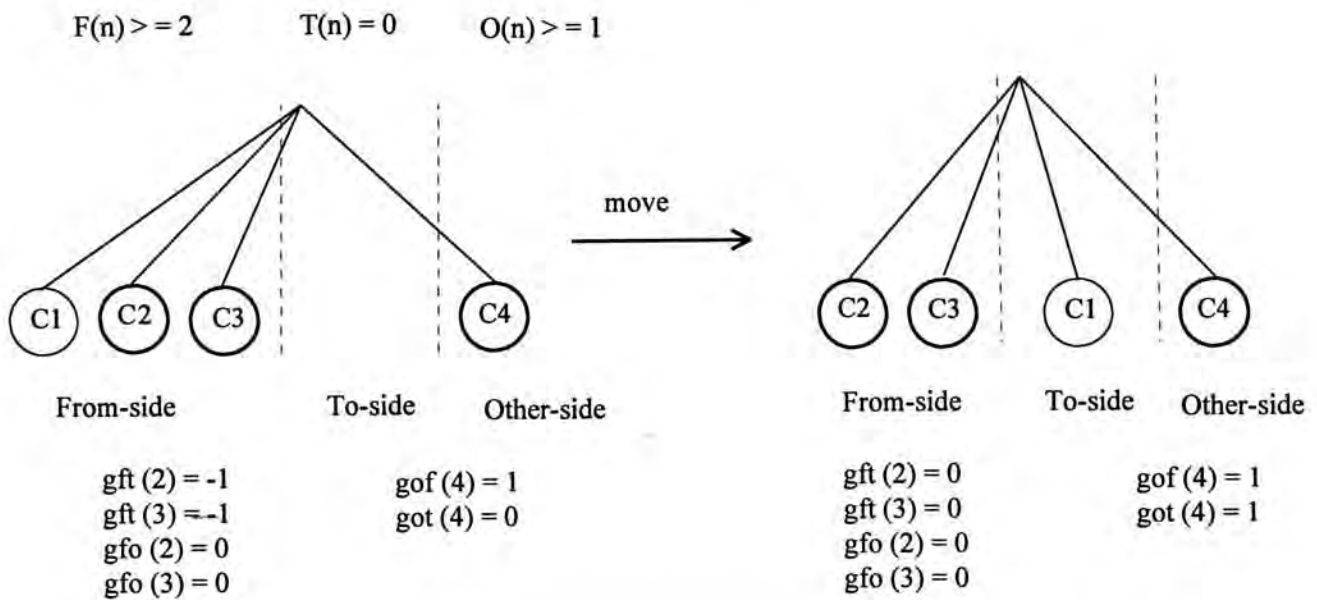 F(n) > = 2 T(n) = 0 O(n) > = 1
move
C1 C2 C3 C4
C2 C3 C1 C4
From-side To-side Other-side
From-side To-side Other-side
gft (2) = -1
gft (3) = -1
gfo (2) = 0
gfo (3) = 0
gof (4) = 1
got (4) = 0
gft (2) = 0
gft (3) = 0
gfo (2) = 0
gfo (3) = 0
gof (4) = 1
got (4) = 1